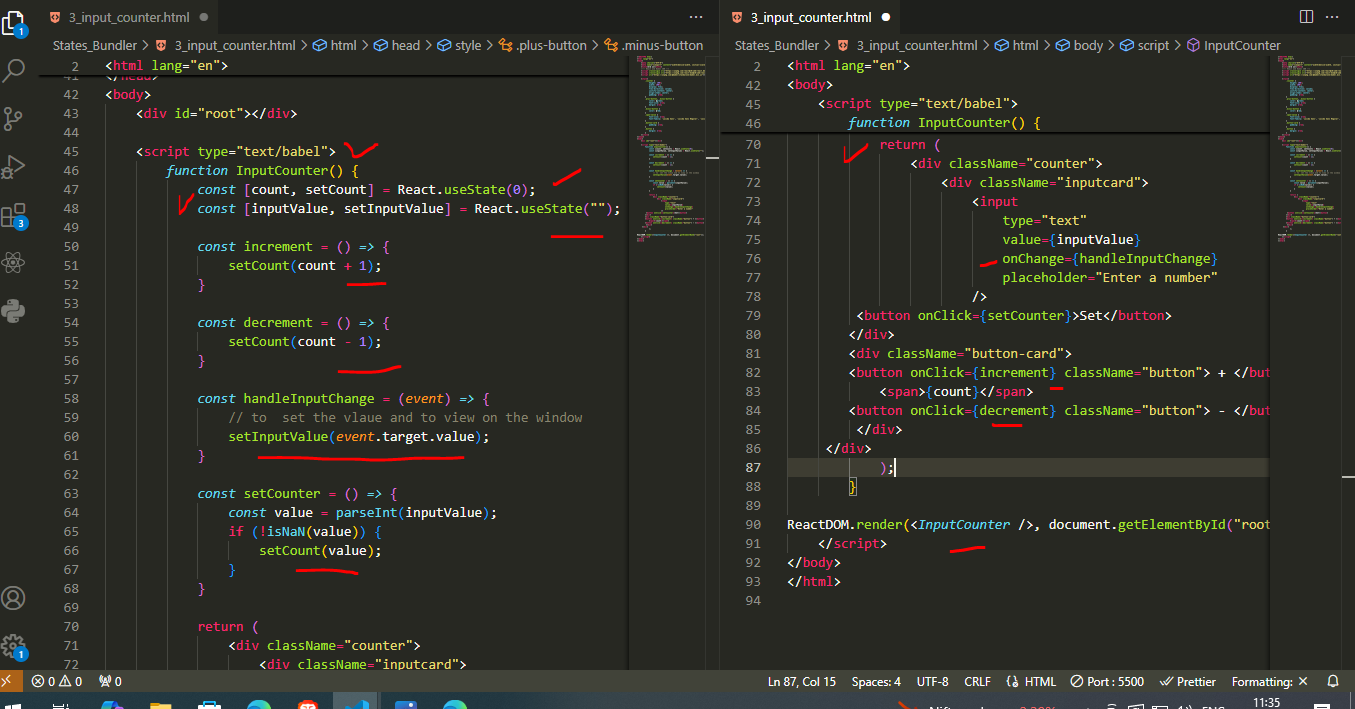 3_input_counter.html
States_Bundler > 3_input_counter.html > html > head > style > .plus-button > .minus-button
2 <html lang="en">
41 </head>
42 <body>
43 <div id="root"></div>
44
45 <script type="text/babel">
46 function InputCounter() {
47 const [count, setCount] = React.useState(0);
48 const [inputValue, setInputValue] = React.useState("");
49
50 const increment = () => {
51 setCount(count + 1);
52 }
53
54 const decrement = () => {
55 setCount(count - 1);
56 }
57
58 const handleInputChange = (event) => {
59 // to  set the vlaue and to view on the window
60 setInputValue(event.target.value);
61 }
62
63 const setCounter = () => {
64 const value = parseInt(inputValue);
65 if (!isNaN(value)) {
66 setCount(value);
67 }
68 }
69
70 return (
71 <div className="counter">
72 <div className="inputcard">
3_input_counter.html
States_Bundler > 3_input_counter.html > html > body > script > InputCounter
2 <html lang="en">
42 <body>
45 <script type="text/babel">
46 function InputCounter() {
70 return (
71 <div className="counter">
72 <div className="inputcard">
73 <input
74 type="text"
75 value={inputValue}
76 onChange={handleInputChange}
77 placeholder="Enter a number"
78 />
79 <button onClick={setCounter}>Set</button>
80 </div>
81 <div className="button-card">
82 <button onClick={increment} className="button"> + </but
83 <span>{count}</span>
84 <button onClick={decrement} className="button"> - </but
85 </div>
86 </div>
87 );
88 }
89
90 ReactDOM.render(<InputCounter />, document.getElementById("root
91 </script>
92 </body>
93 </html>
94
1
3
1
0 0 0
Ln 87, Col 15 Spaces: 4 UTF-8 CRLF HTML Port : 5500 Prettier Formatting: ×
11:35